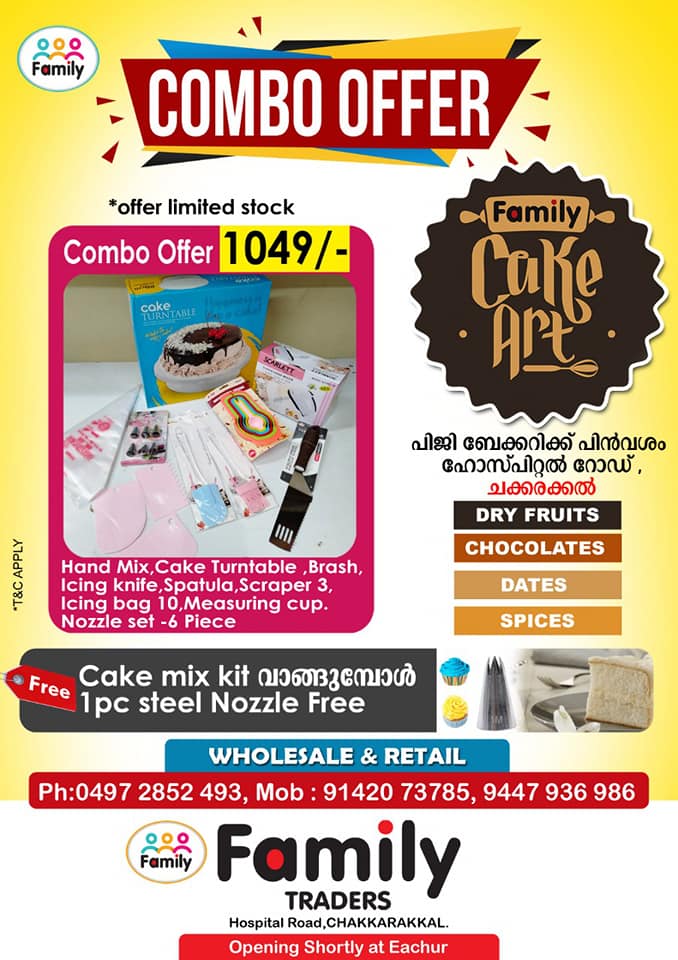 Family
COMBO OFFER
*offer limited stock
Combo Offer 1049/-
cake
TURNTABLE
SCARLETT
Family
Cake
Art
പിജി ബേക്കറിക്ക് പിൻവശം
ഹോസ്പിറ്റൽ റോഡ് ,
ചക്കരക്കൽ
DRY FRUITS
CHOCOLATES
DATES
SPICES
Hand Mix,Cake Turntable ,Brash,
Icing knife,Spatula,Scraper 3,
Icing bag 10,Measuring cup.
Nozzle set -6 Piece
*T&C APPLY
Free
Cake mix kit വാങ്ങുമ്പോൾ
1pc steel Nozzle Free
1M
WHOLESALE & RETAIL
Ph:0497 2852 493, Mob : 91420 73785, 9447 936 986
Family
Family
TRADERS
Hospital Road,CHAKKARAKKAL.
Opening Shortly at Eachur